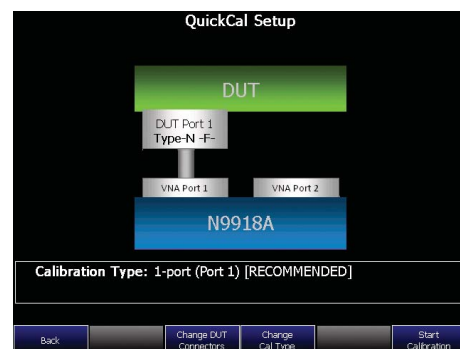 QuickCal Setup
DUT
DUT Port 1
Type-N -F-
VNA Port 1
VNA Port 2
N9918A
Calibration Type: 1-port (Port 1) [RECOMMENDED]
Back
Change DUT
Connectors
Change
Cal Type
Start
Calibration